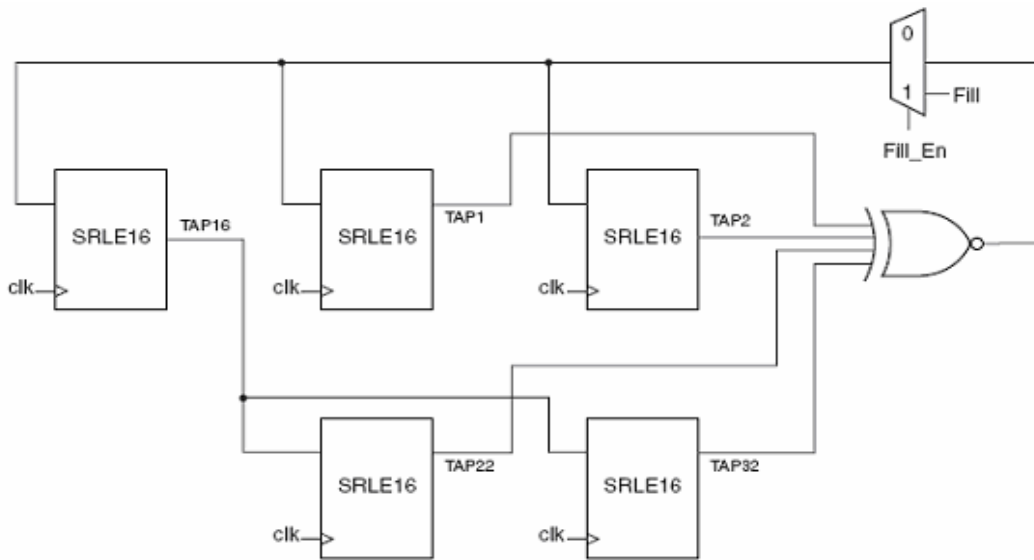 0
1
Fill
Fill_En
SRLE16
TAP16
clk
SRLE16
TAP1
clk
SRLE16
TAP2
clk
SRLE16
TAP22
clk
SRLE16
TAP32
clk